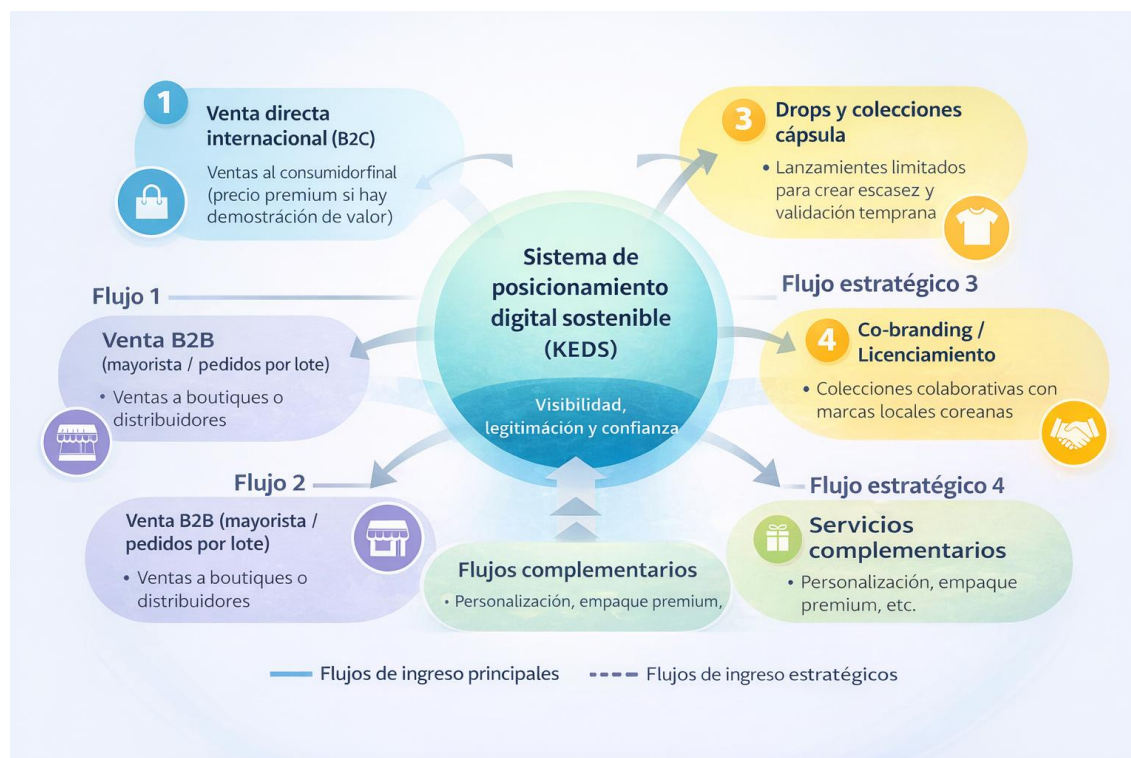 1
Venta directa
internacional (B2C)
Ventas al consumidorfinal
(precio premium si hay
demostráción de valor)
Flujo 1
Venta B2B
(mayorista / pedidos por lote)
• Ventas a boutiques o
distribuidores
Flujo 2
Venta B2B (mayorista /
pedidos por lote)
• Ventas a boutiques o
distribuidores
Sistema de
posicionamiento
digital sostenible
(KEDS)
Visibilidad,
legitimáción y confianza
Flujos complementarios
• Personalización, empaque premium,
3
Drops y colecciones
cápsula
• Lanzamientes limitados
para crear escasez y
validación temprana
Flujo estratégico 3
4
Co-branding /
Licenciamiento
• Colecciones colaborativas con
marcas locales coreanas
Flujo estratégico 4
Servicios
complementarios
• Personalización, empaque
premium, etc.
Flujos de ingreso principales
Flujos de ingreso estratégicos